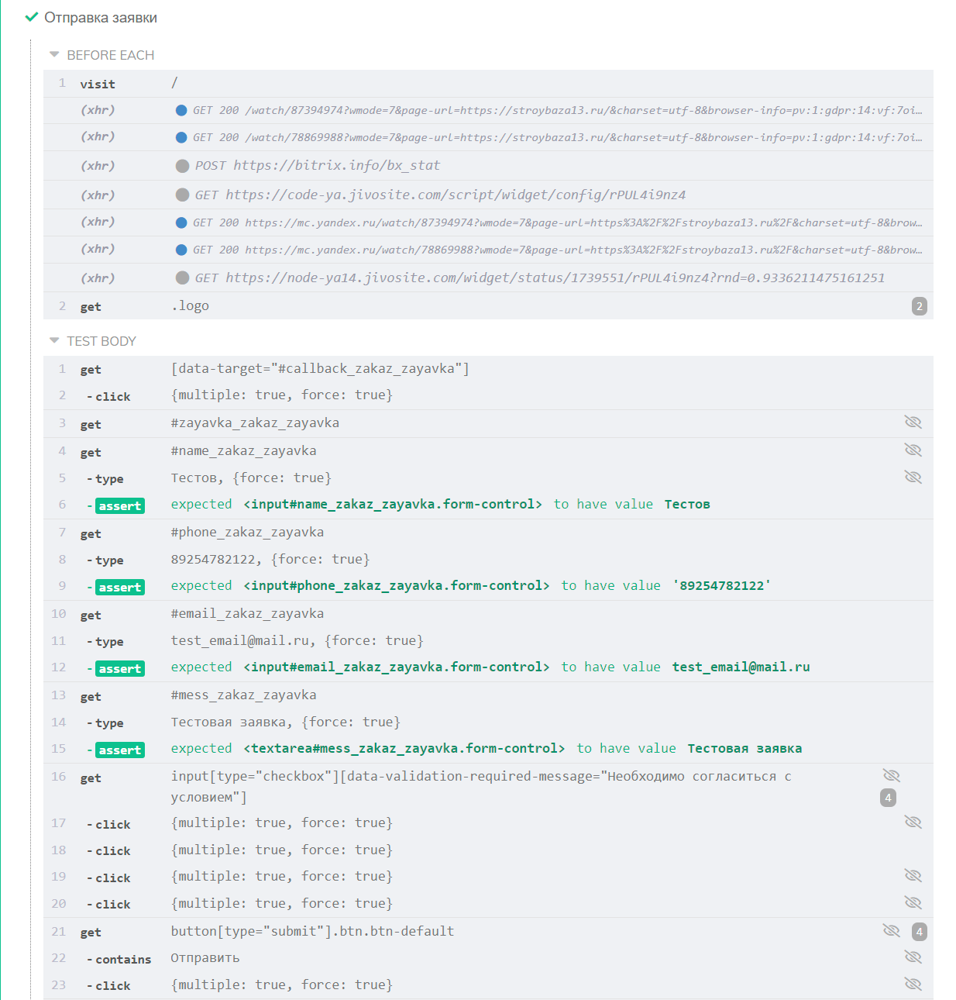 Отправка заявки
BEFORE EACH
1 visit /
(xhr) GET 200 /watch/87394974?wmode=7&page-url=https://stroybaza13.ru/&charset=utf-8&browser-info=pv:1:gdpr:14:vf:7oi…
(xhr) GET 200 /watch/78869988?wmode=7&page-url=https://stroybaza13.ru/&charset=utf-8&browser-info=pv:1:gdpr:14:vf:7oi…
(xhr) POST https://bitrix.info/bx_stat
(xhr) GET https://code-ya.jivosite.com/script/widget/config/rPUL4i9nz4
(xhr) GET 200 https://mc.yandex.ru/watch/87394974?wmode=7&page-url=https%3A%2F%2Fstroybaza13.ru%2F&charset=utf-8&brow…
(xhr) GET 200 https://mc.yandex.ru/watch/78869988?wmode=7&page-url=https%3A%2F%2Fstroybaza13.ru%2F&charset=utf-8&brow…
(xhr) GET https://node-ya14.jivosite.com/widget/status/1739551/rPUL4i9nz4?rnd=0.9336211475161251
2 get .logo 2
TEST BODY
1 get [data-target="#callback_zakaz_zayavka"]
2 -click {multiple: true, force: true}
3 get #zayavka_zakaz_zayavka
4 get #name_zakaz_zayavka
5 -type Тестов, {force: true}
6 -assert expected <input#name_zakaz_zayavka.form-control> to have value Тестов
7 get #phone_zakaz_zayavka
8 -type 89254782122, {force: true}
9 -assert expected <input#phone_zakaz_zayavka.form-control> to have value '89254782122'
10 get #email_zakaz_zayavka
11 -type test_email@mail.ru, {force: true}
12 -assert expected <input#email_zakaz_zayavka.form-control> to have value test_email@mail.ru
13 get #mess_zakaz_zayavka
14 -type Тестовая заявка, {force: true}
15 -assert expected <textarea#mess_zakaz_zayavka.form-control> to have value Тестовая заявка
16 get input[type="checkbox"][data-validation-required-message="Необходимо согласиться с
условием"] 4
17 -click {multiple: true, force: true}
18 -click {multiple: true, force: true}
19 -click {multiple: true, force: true}
20 -click {multiple: true, force: true}
21 get button[type="submit"].btn.btn-default 4
22 -contains Отправить
23 -click {multiple: true, force: true}